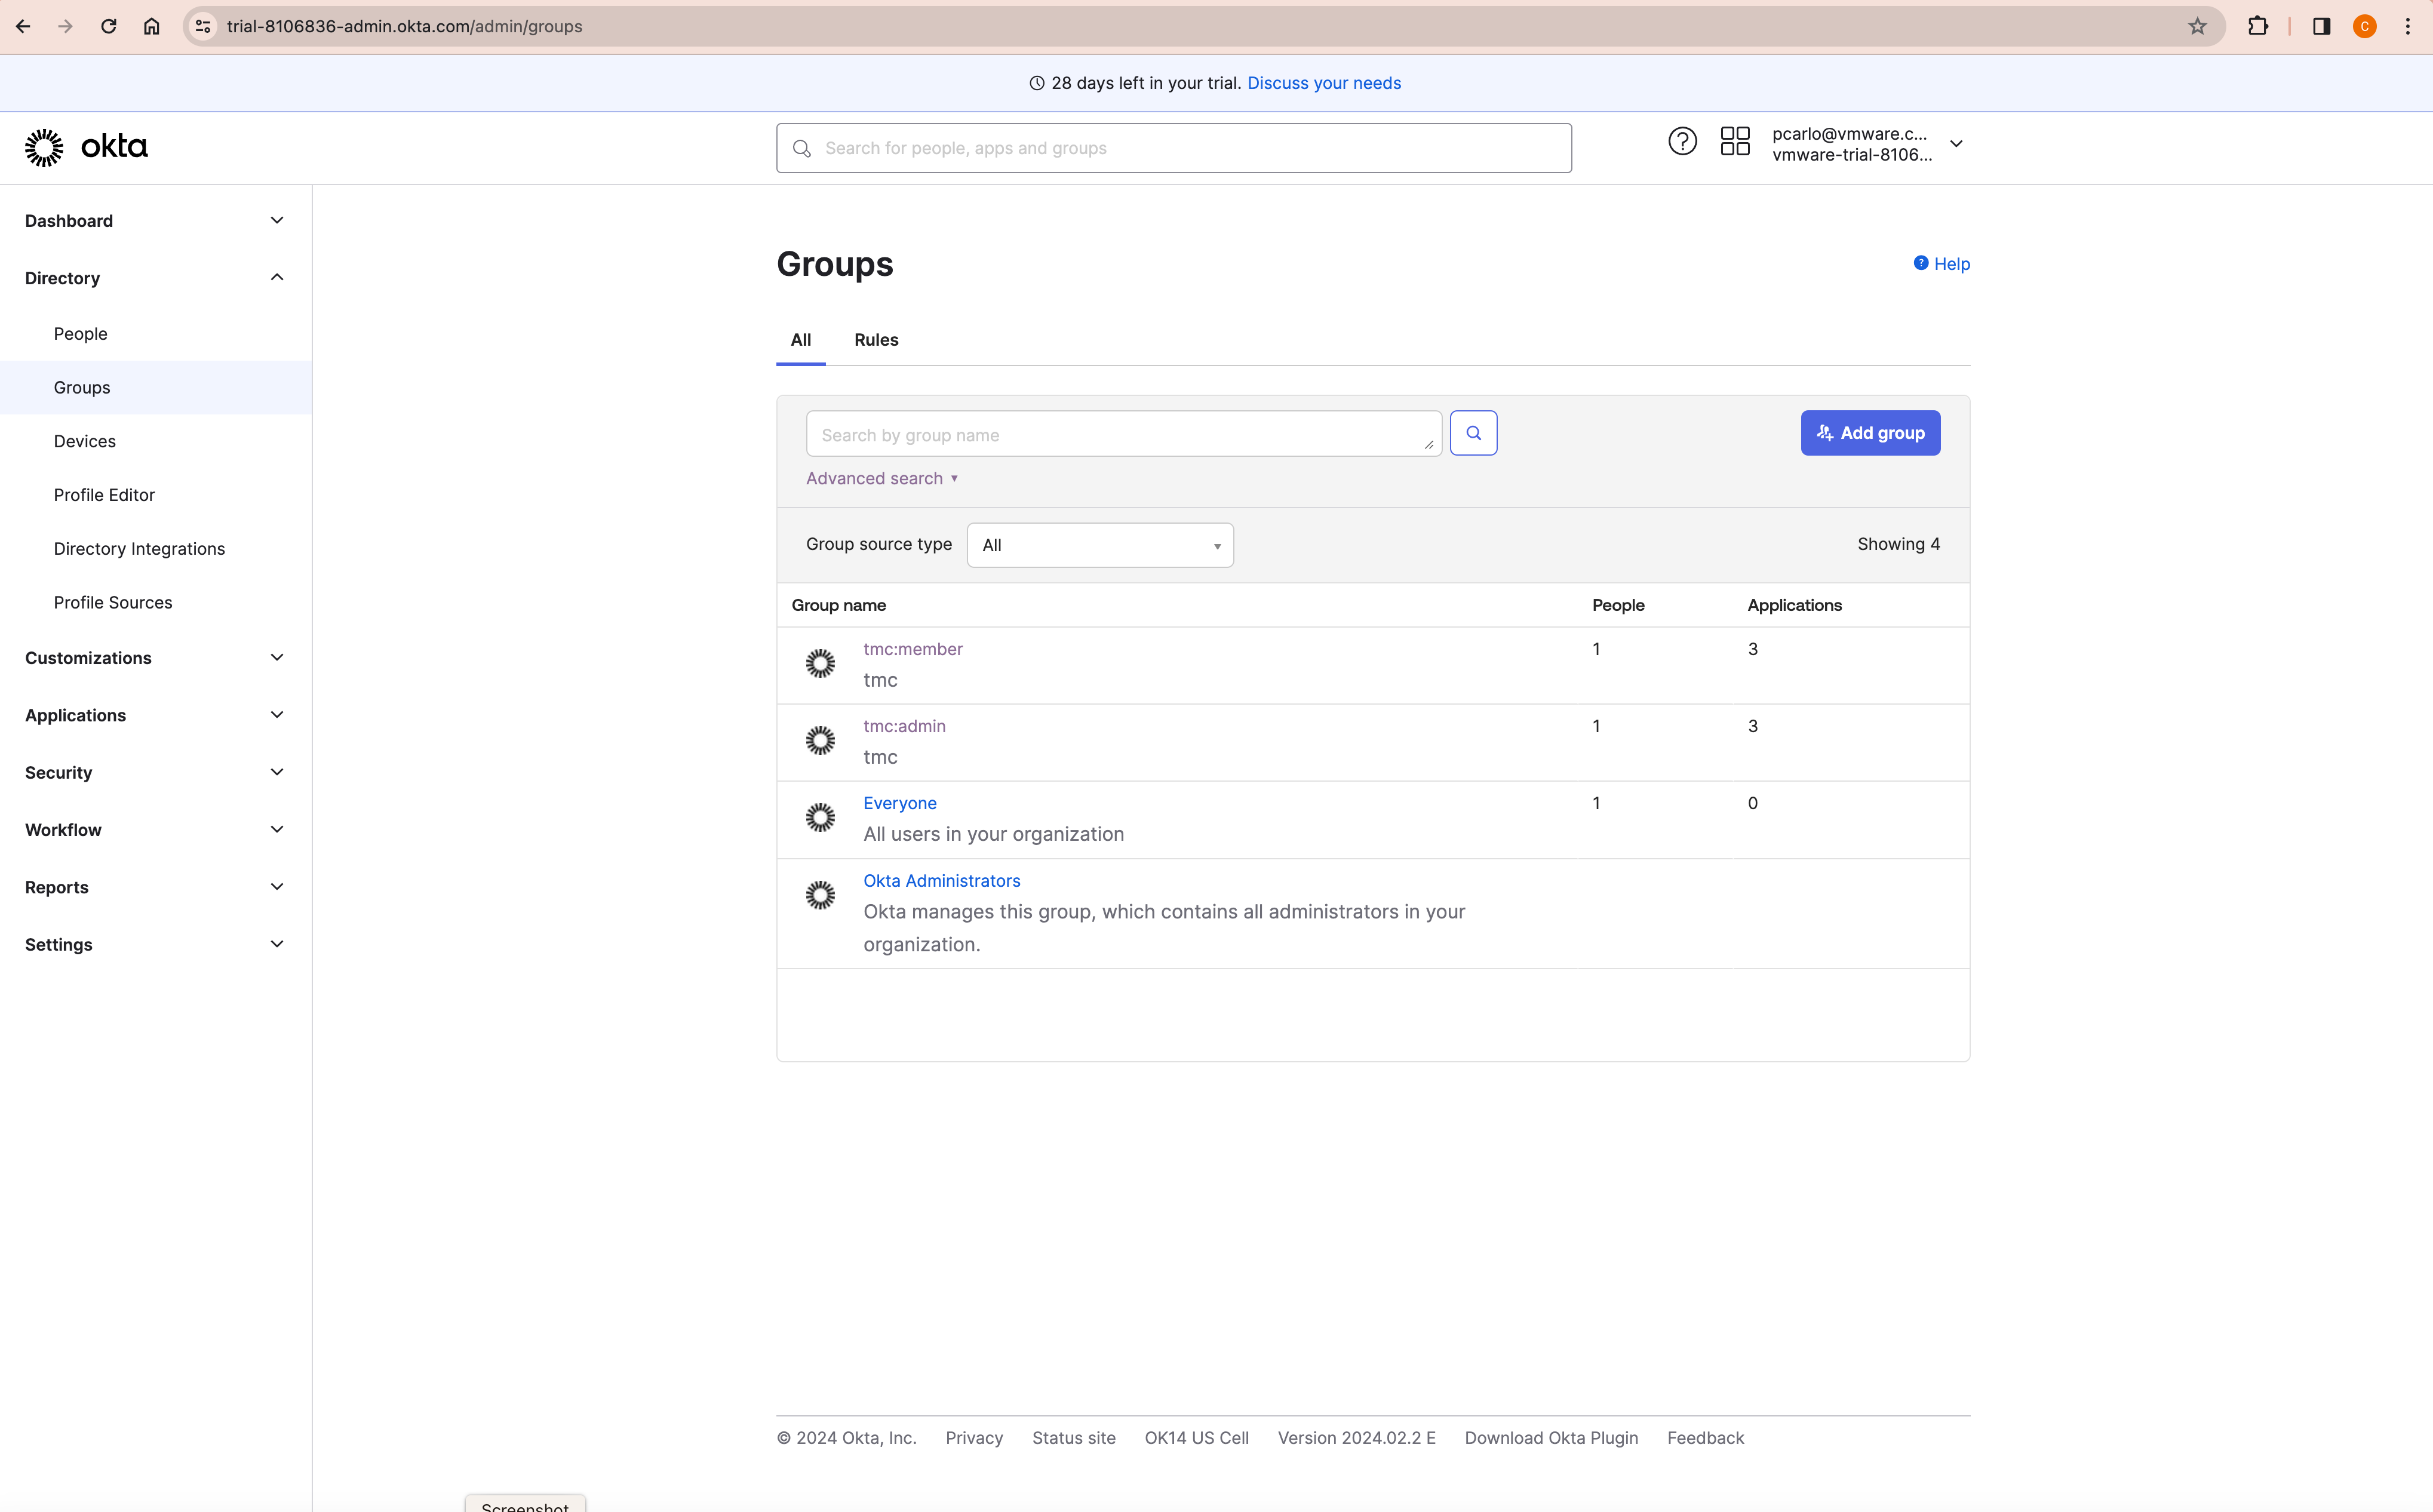 trial-8106836-admin.okta.com/admin/groups
C
28 days left in your trial. Discuss your needs
okta
Search for people, apps and groups
?
pcarlo@vmware.c...
vmware-trial-8106...
Dashboard
Directory
People
Groups
Devices
Profile Editor
Directory Integrations
Profile Sources
Customizations
Applications
Security
Workflow
Reports
Settings
Groups
? Help
All Rules
Search by group name
Add group
Advanced search
Group source type All Showing 4
Group name People Applications
tmc:member 1 3
tmc
tmc:admin 1 3
tmc
Everyone 1 0
All users in your organization
Okta Administrators
Okta manages this group, which contains all administrators in your
organization.
© 2024 Okta, Inc. Privacy Status site OK14 US Cell Version 2024.02.2 E Download Okta Plugin Feedback
Screenshot